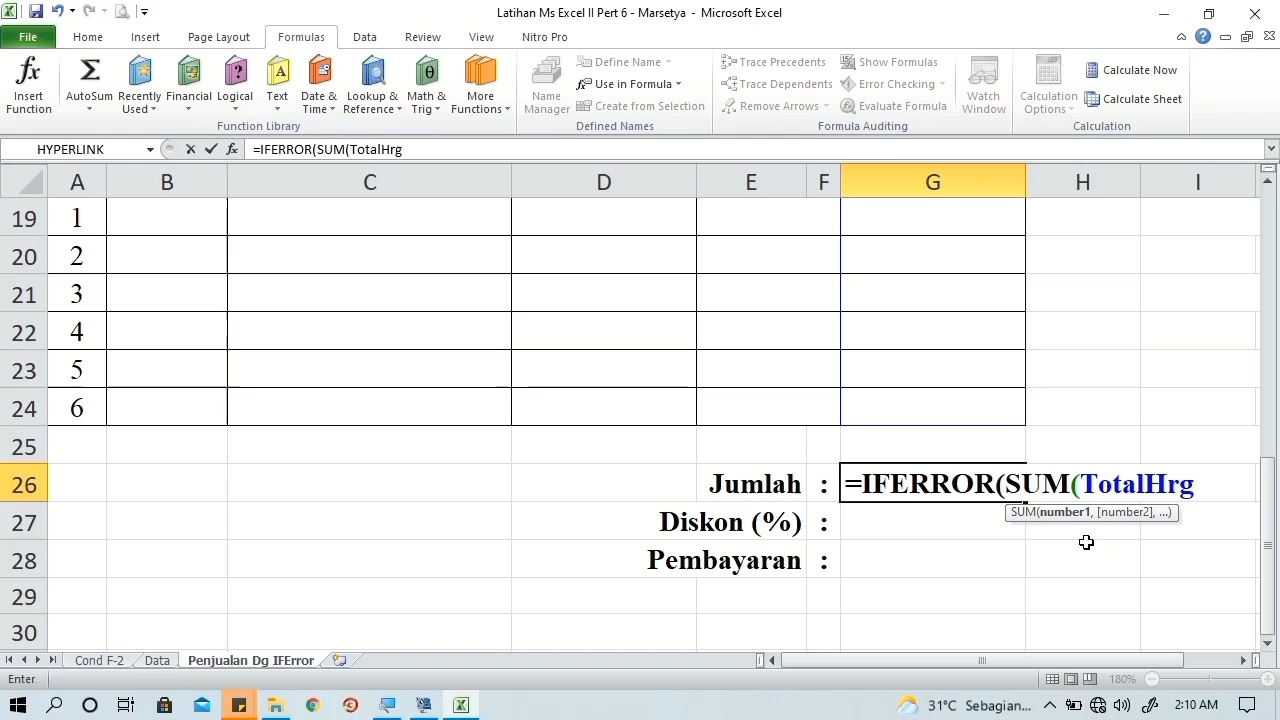 Latihan Ms Excel II Pert 6 - Marsetya - Microsoft Excel
File Home Insert Page Layout Formulas Data Review View Nitro Pro
fx Insert Function
Σ AutoSum
Recently Used
Financial
Logical
Text
Date & Time
Lookup & Reference
Math & Trig
More Functions
Function Library
Name Manager
Define Name
Use in Formula
Create from Selection
Defined Names
Trace Precedents
Trace Dependents
Remove Arrows
Show Formulas
Error Checking
Evaluate Formula
Formula Auditing
Watch Window
Calculation Options
Calculate Now
Calculate Sheet
Calculation
HYPERLINK fx =IFERROR(SUM(TotalHrg
A B C D E F G H I
19 1
20 2
21 3
22 4
23 5
24 6
25
26 Jumlah : =IFERROR(SUM(TotalHrg
SUM(number1, [number2], ...)
27 Diskon (%) :
28 Pembayaran :
29
30
Cond F-2 Data Penjualan Dg IFError
Enter 180%
31°C Sebagian... 2:10 AM